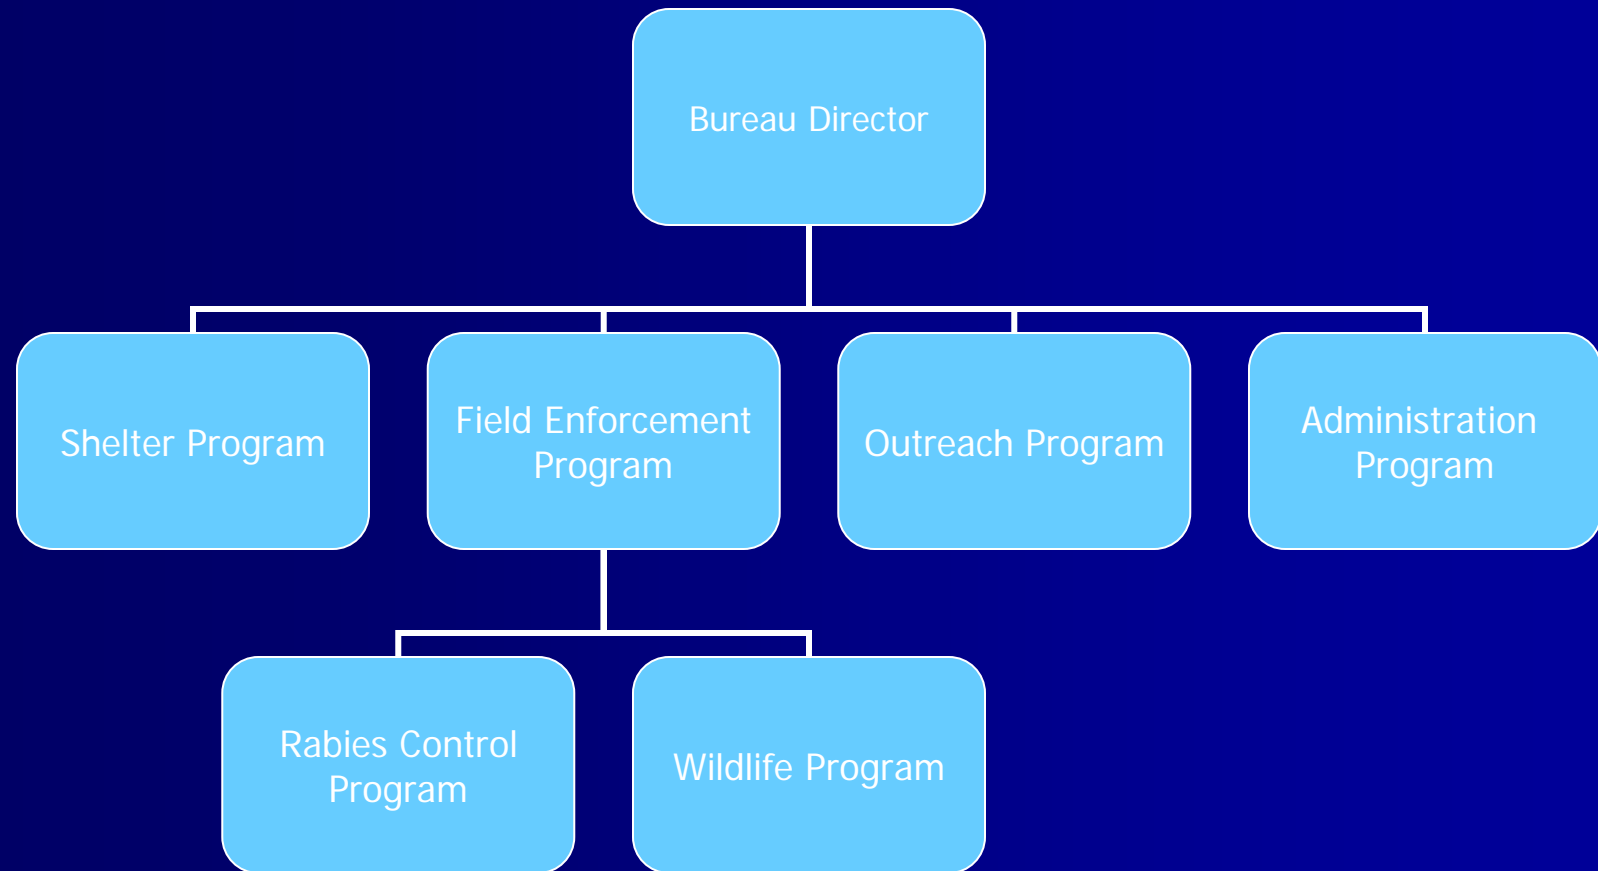 Bureau Director
Shelter Program
Field Enforcement
Program
Outreach Program
Administration
Program
Rabies Control
Program
Wildlife Program